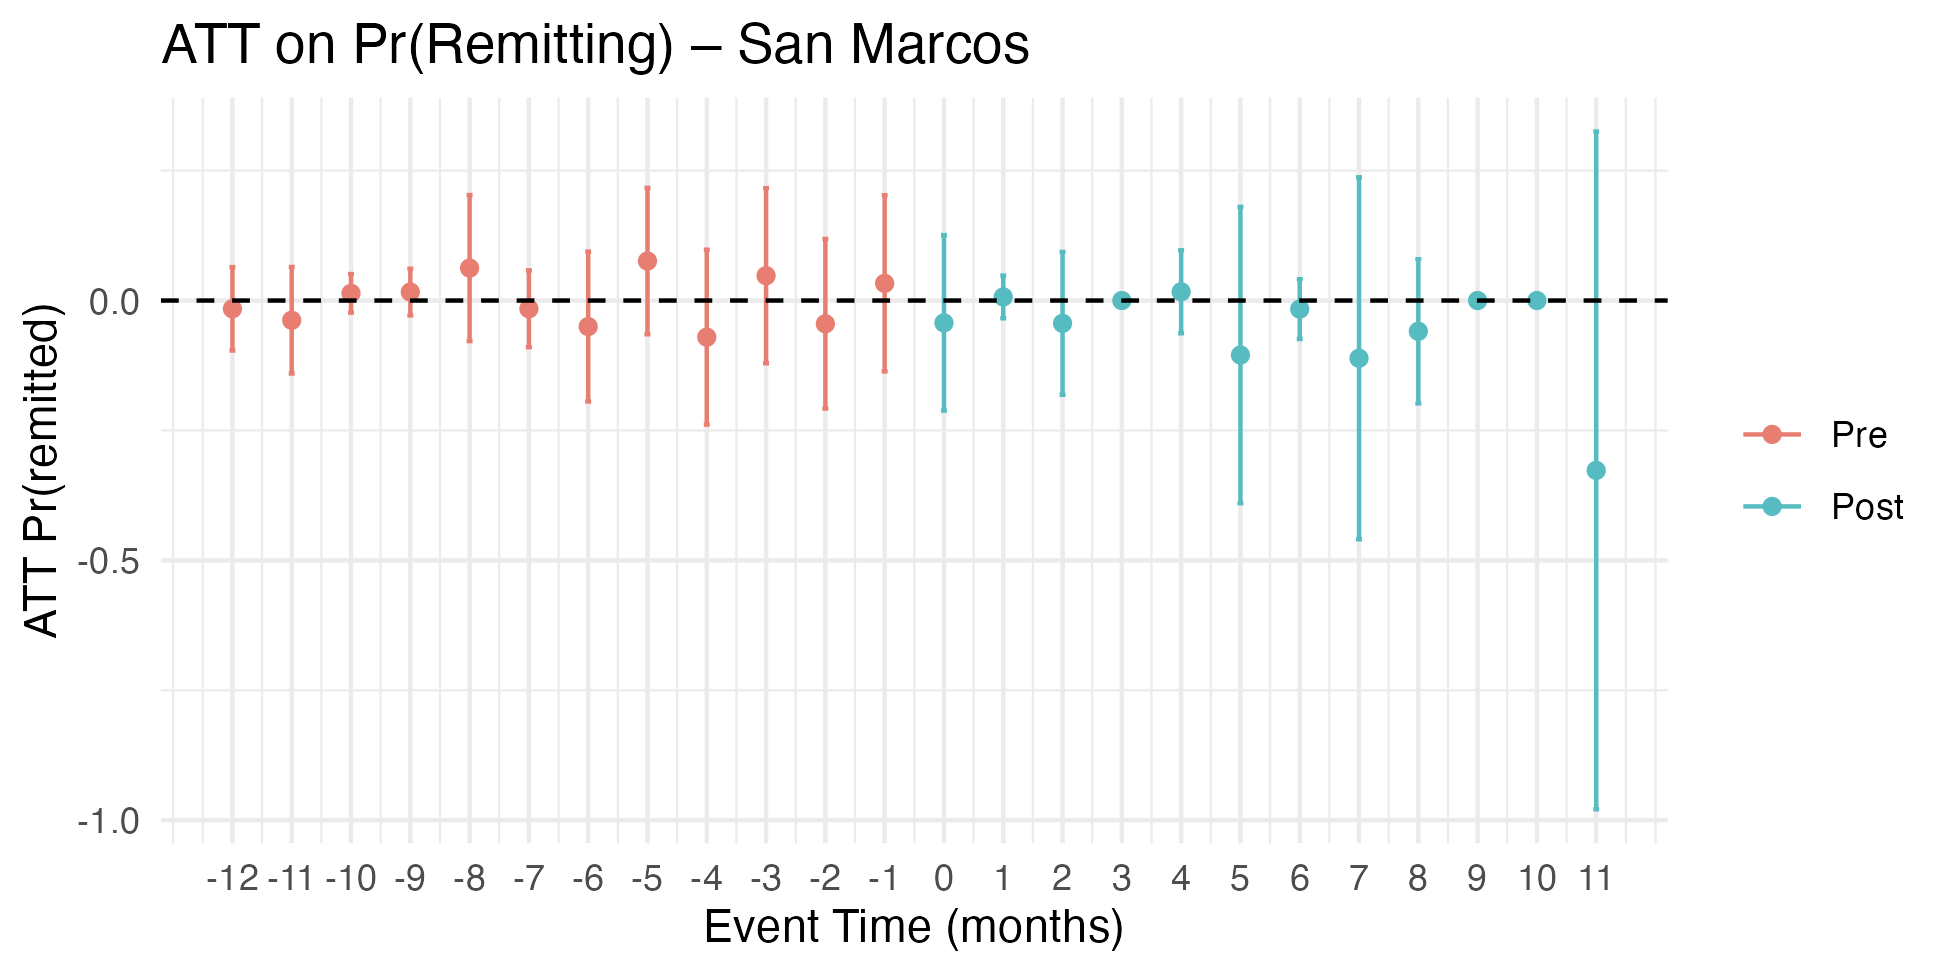 ATT on Pr(Remitting) – San Marcos
ATT Pr(remitted)
0.0
-0.5
-1.0
-12 -11 -10 -9 -8 -7 -6 -5 -4 -3 -2 -1 0 1 2 3 4 5 6 7 8 9 10 11
Event Time (months)
Pre
Post